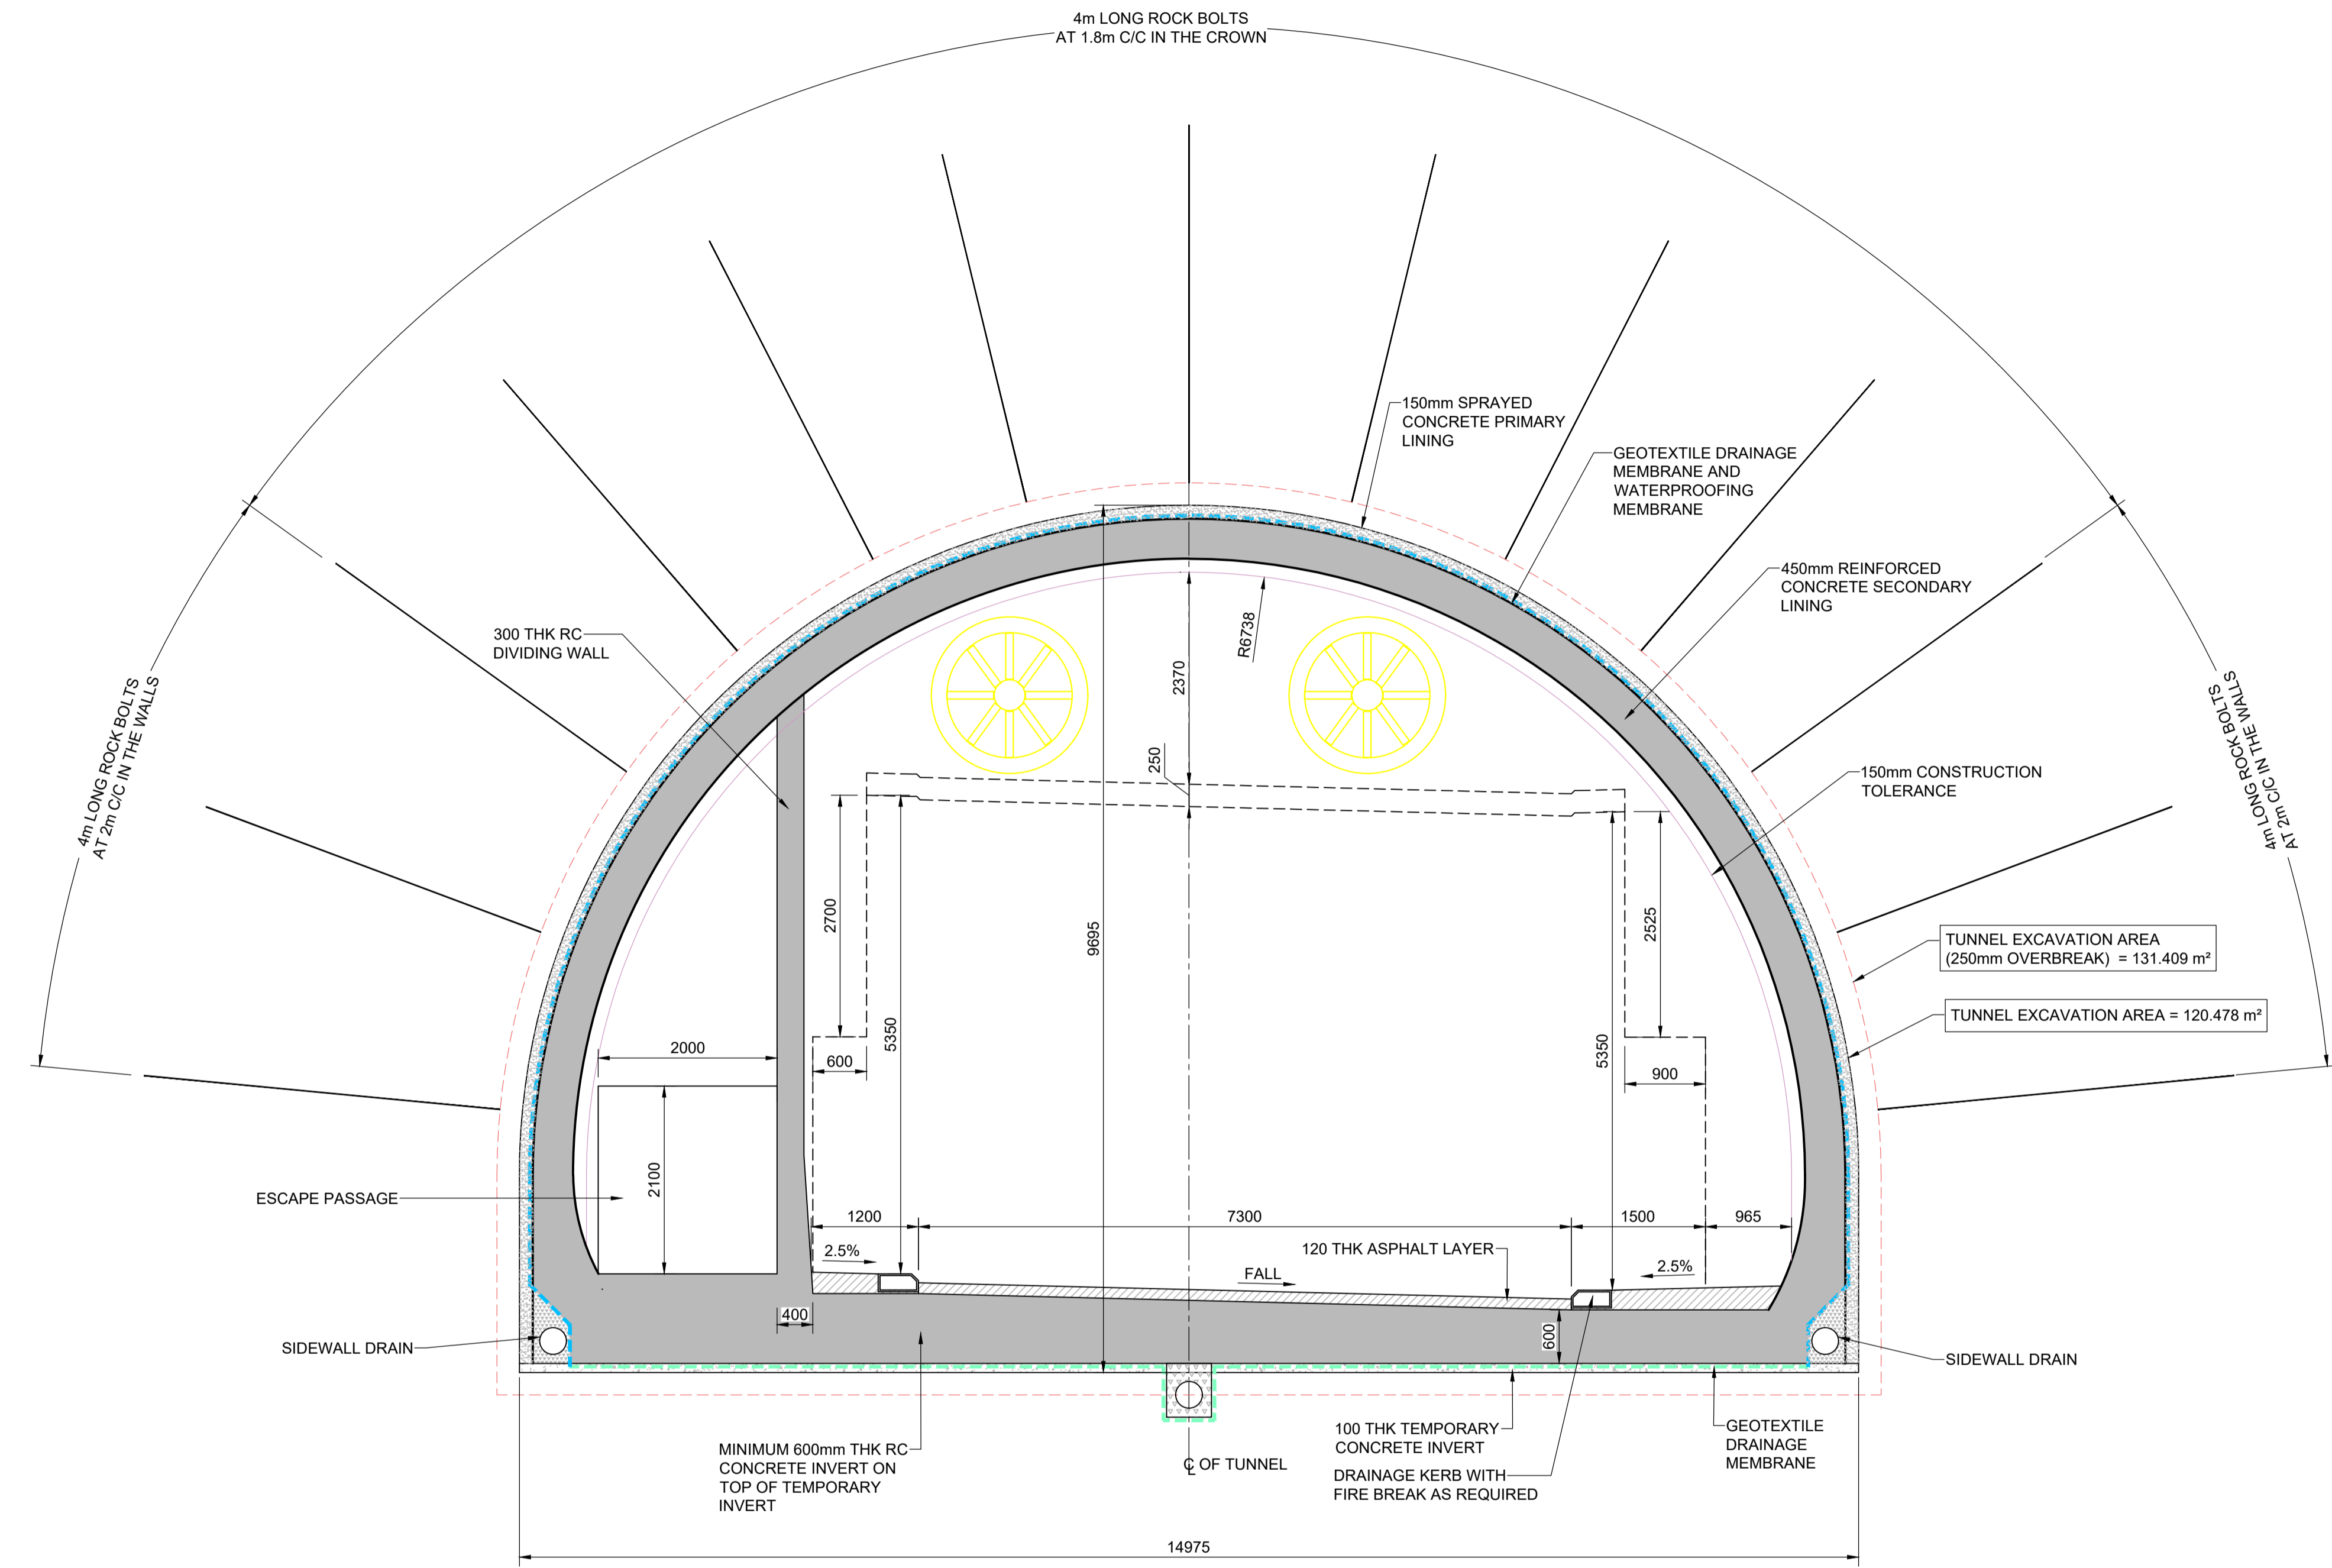 4m LONG ROCK BOLTS
AT 1.8m C/C IN THE CROWN
150mm SPRAYED
CONCRETE PRIMARY
LINING
GEOTEXTILE DRAINAGE
MEMBRANE AND
WATERPROOFING
MEMBRANE
450mm REINFORCED
CONCRETE SECONDARY
LINING
300 THK RC
DIVIDING WALL
R6738
2370
250
4m LONG ROCK BOLTS
AT 2m C/C IN THE WALLS
4m LONG ROCK BOLTS
AT 2m C/C IN THE WALLS
150mm CONSTRUCTION
TOLERANCE
2700
9695
2525
TUNNEL EXCAVATION AREA
(250mm OVERBREAK) = 131.409 m²
TUNNEL EXCAVATION AREA = 120.478 m²
2000
600
5350
5350
900
2100
ESCAPE PASSAGE
1200
7300
1500
965
2.5%
120 THK ASPHALT LAYER
FALL
2.5%
400
600
SIDEWALL DRAIN
SIDEWALL DRAIN
MINIMUM 600mm THK RC
CONCRETE INVERT ON
TOP OF TEMPORARY
INVERT
℄ OF TUNNEL
100 THK TEMPORARY
CONCRETE INVERT
DRAINAGE KERB WITH
FIRE BREAK AS REQUIRED
GEOTEXTILE
DRAINAGE
MEMBRANE
14975